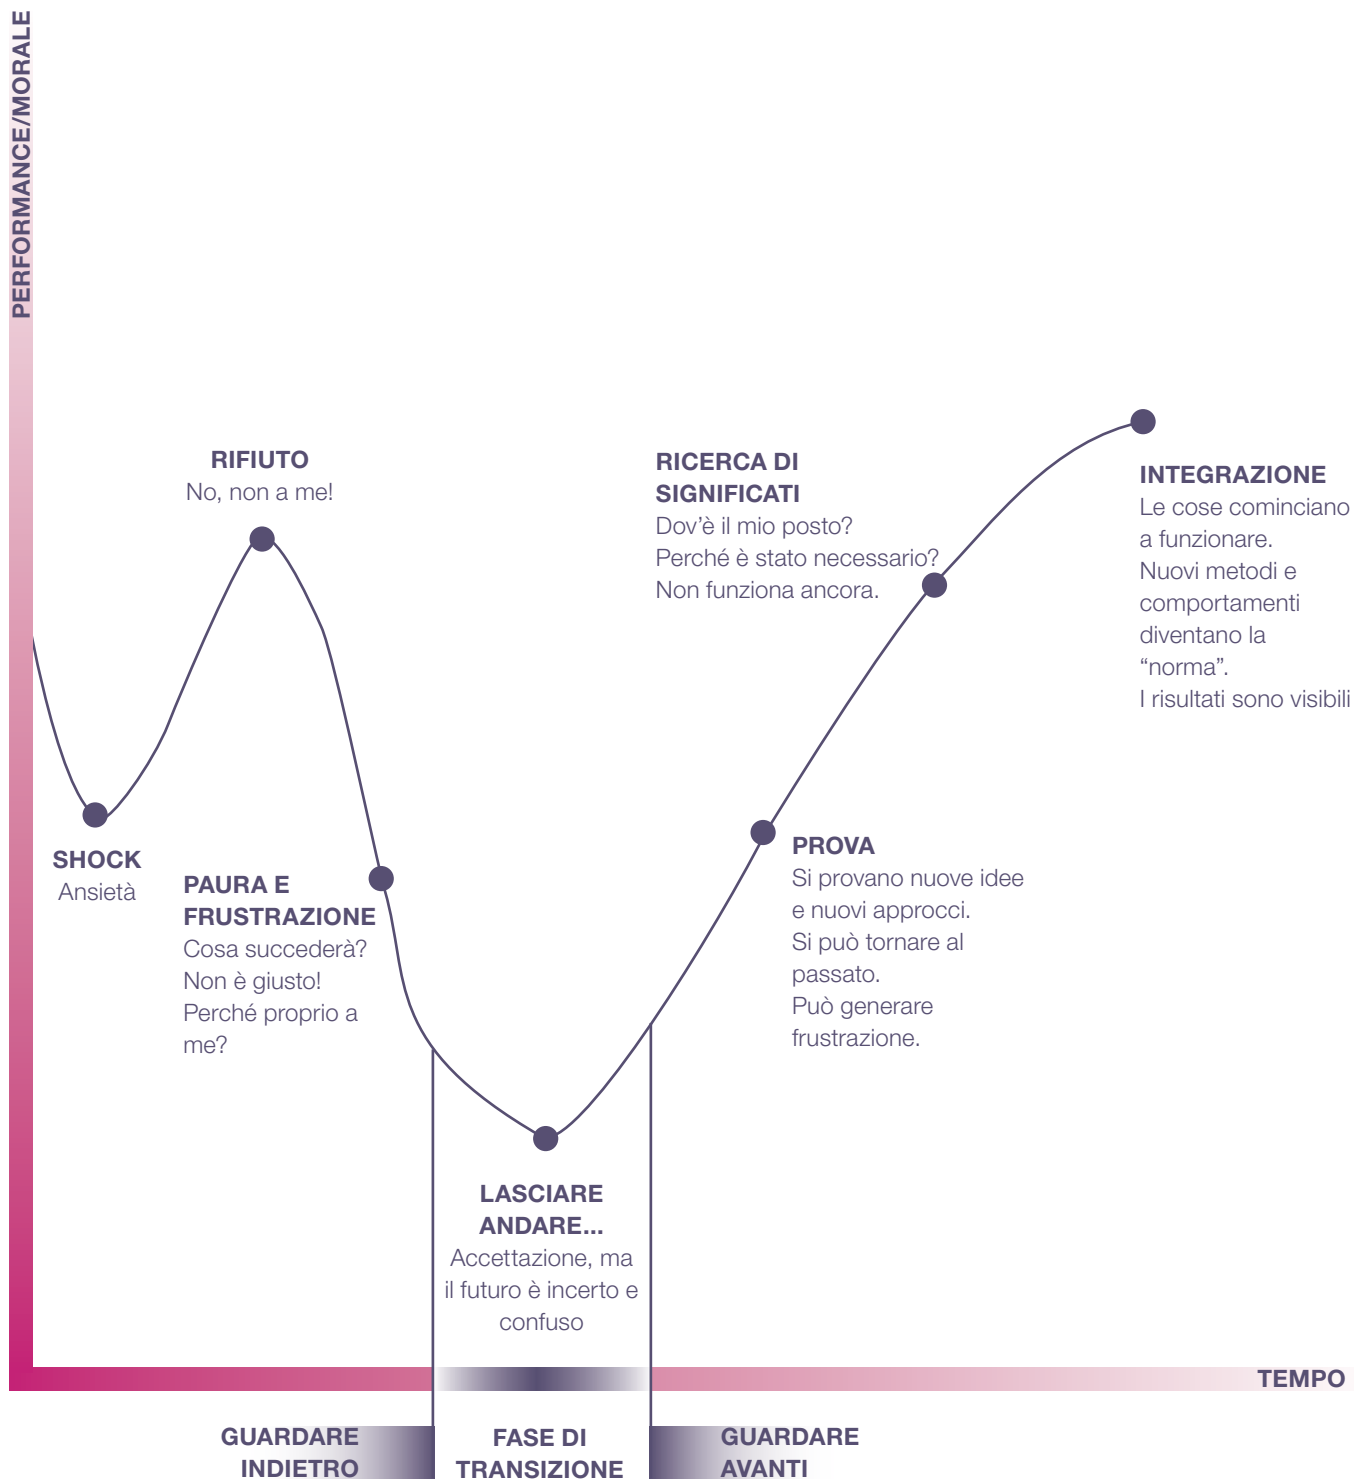 PERFORMANCE/MORALE
RIFIUTO
No, non a me!
SHOCK
Ansietà
PAURA E
FRUSTRAZIONE
Cosa succederà?
Non è giusto!
Perché proprio a
me?
LASCIARE
ANDARE...
Accettazione, ma
il futuro è incerto e
confuso
RICERCA DI
SIGNIFICATI
Dov’è il mio posto?
Perché è stato necessario?
Non funziona ancora.
PROVA
Si provano nuove idee
e nuovi approcci.
Si può tornare al
passato.
Può generare
frustrazione.
INTEGRAZIONE
Le cose cominciano
a funzionare.
Nuovi metodi e
comportamenti
diventano la
“norma”.
I risultati sono visibili
TEMPO
GUARDARE
INDIETRO
FASE DI
TRANSIZIONE
GUARDARE
AVANTI